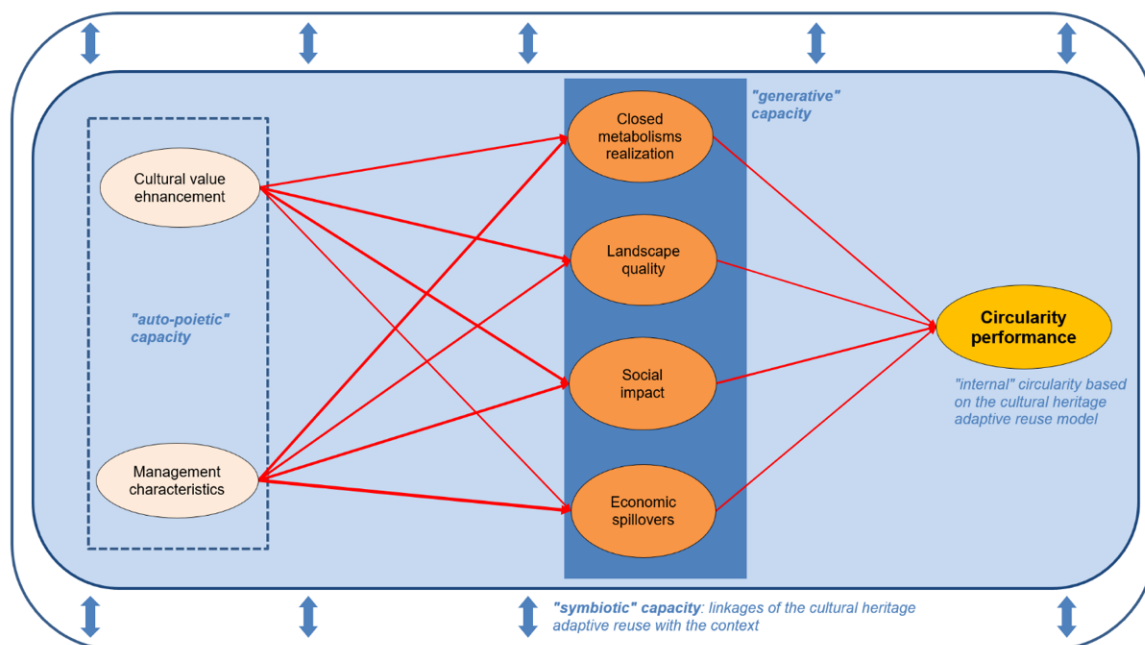 "generative"
capacity
Closed
metabolisms
realization
Cultural value
ehnancement
Landscape
quality
"auto-poietic"
capacity
Circularity
performance
Social
impact
"internal" circularity based
on the cultural heritage
adaptive reuse model
Management
characteristics
Economic
spillovers
"symbiotic" capacity: linkages of the cultural heritage
adaptive reuse with the context